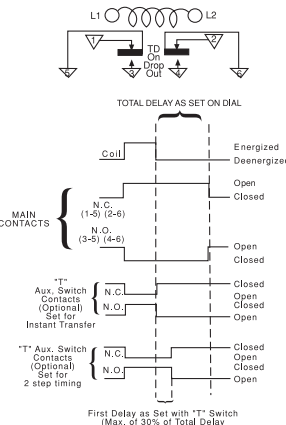 L1 L2
1 2
TD
On
Drop
Out
5 3 4 6
TOTAL DELAY AS SET ON DIAL
Coil
Energized
Deenergized
MAIN
CONTACTS
N.C.
(1-5) (2-6)
Open
Closed
N.O.
(3-5) (4-6)
Open
Closed
"T"
Aux. Switch
Contacts
(Optional)
Set for
Instant Transfer
N.C.
N.O.
Closed
Open
Closed
Open
"T" Aux. Switch
Contacts
(Optional)
Set for
2 step timing
N.C.
N.O.
Closed
Open
Closed
Open
First Delay as Set with "T" Switch
(Max. of 30% of Total Delay